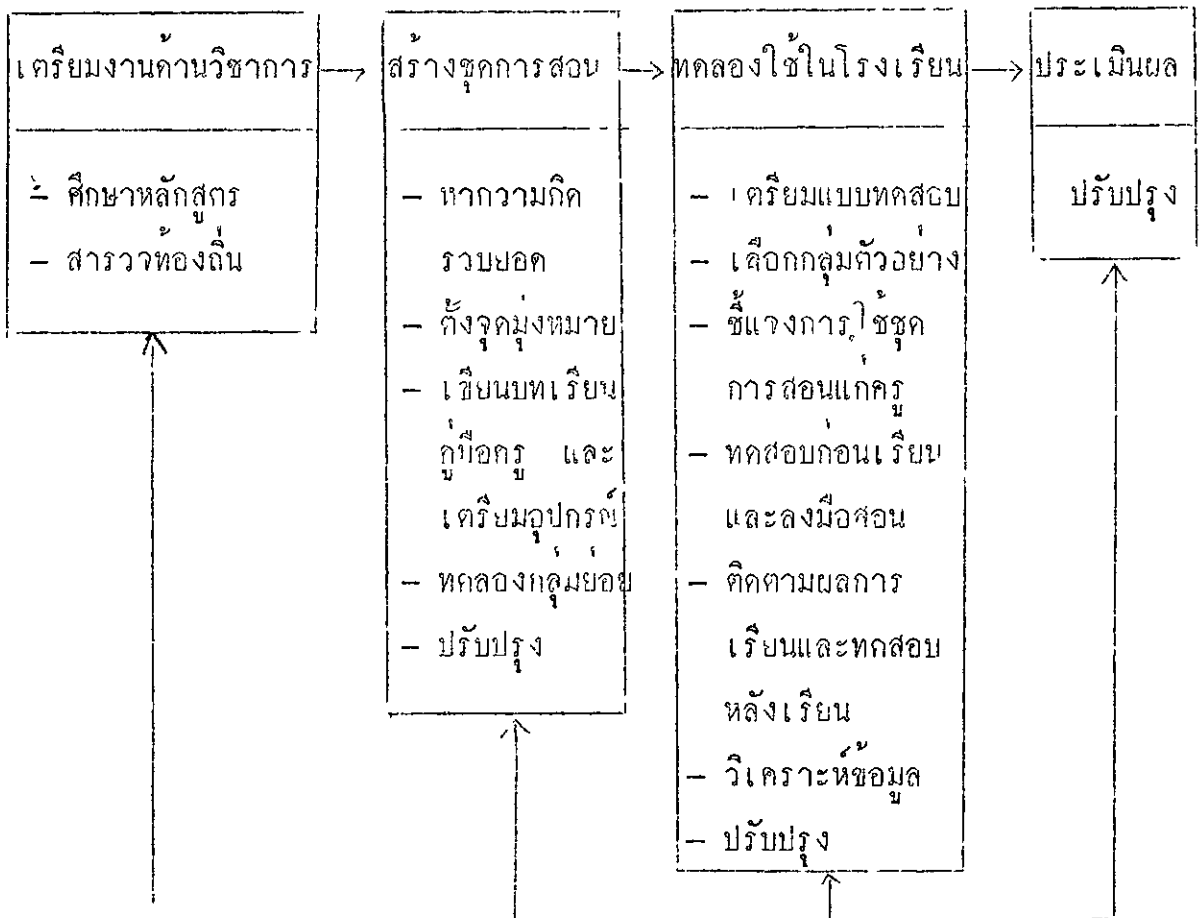 เตรียมงานด้านวิชาการ
- ศึกษาหลักสูตร
- สำรวจท้องถิ่น
สร้างชุดการสอน
- หาความคิด
รวบยอด
- ตั้งจุดมุ่งหมาย
- เขียนบทเรียน
คู่มือครู และ
เตรียมอุปกรณ์
- ทดลองกลุ่มย่อย
- ปรับปรุง
ทดลองใช้ในโรงเรียน
- เตรียมแบบทดสอบ
- เลือกกลุ่มตัวอย่าง
- ชี้แจงการใช้ชุด
การสอนแก่ครู
- ทดสอบก่อนเรียน
และลงมือสอน
- ติดตามผลการ
เรียนและทดสอบ
หลังเรียน
- วิเคราะห์ข้อมูล
- ปรับปรุง
ประเมินผล
ปรับปรุง